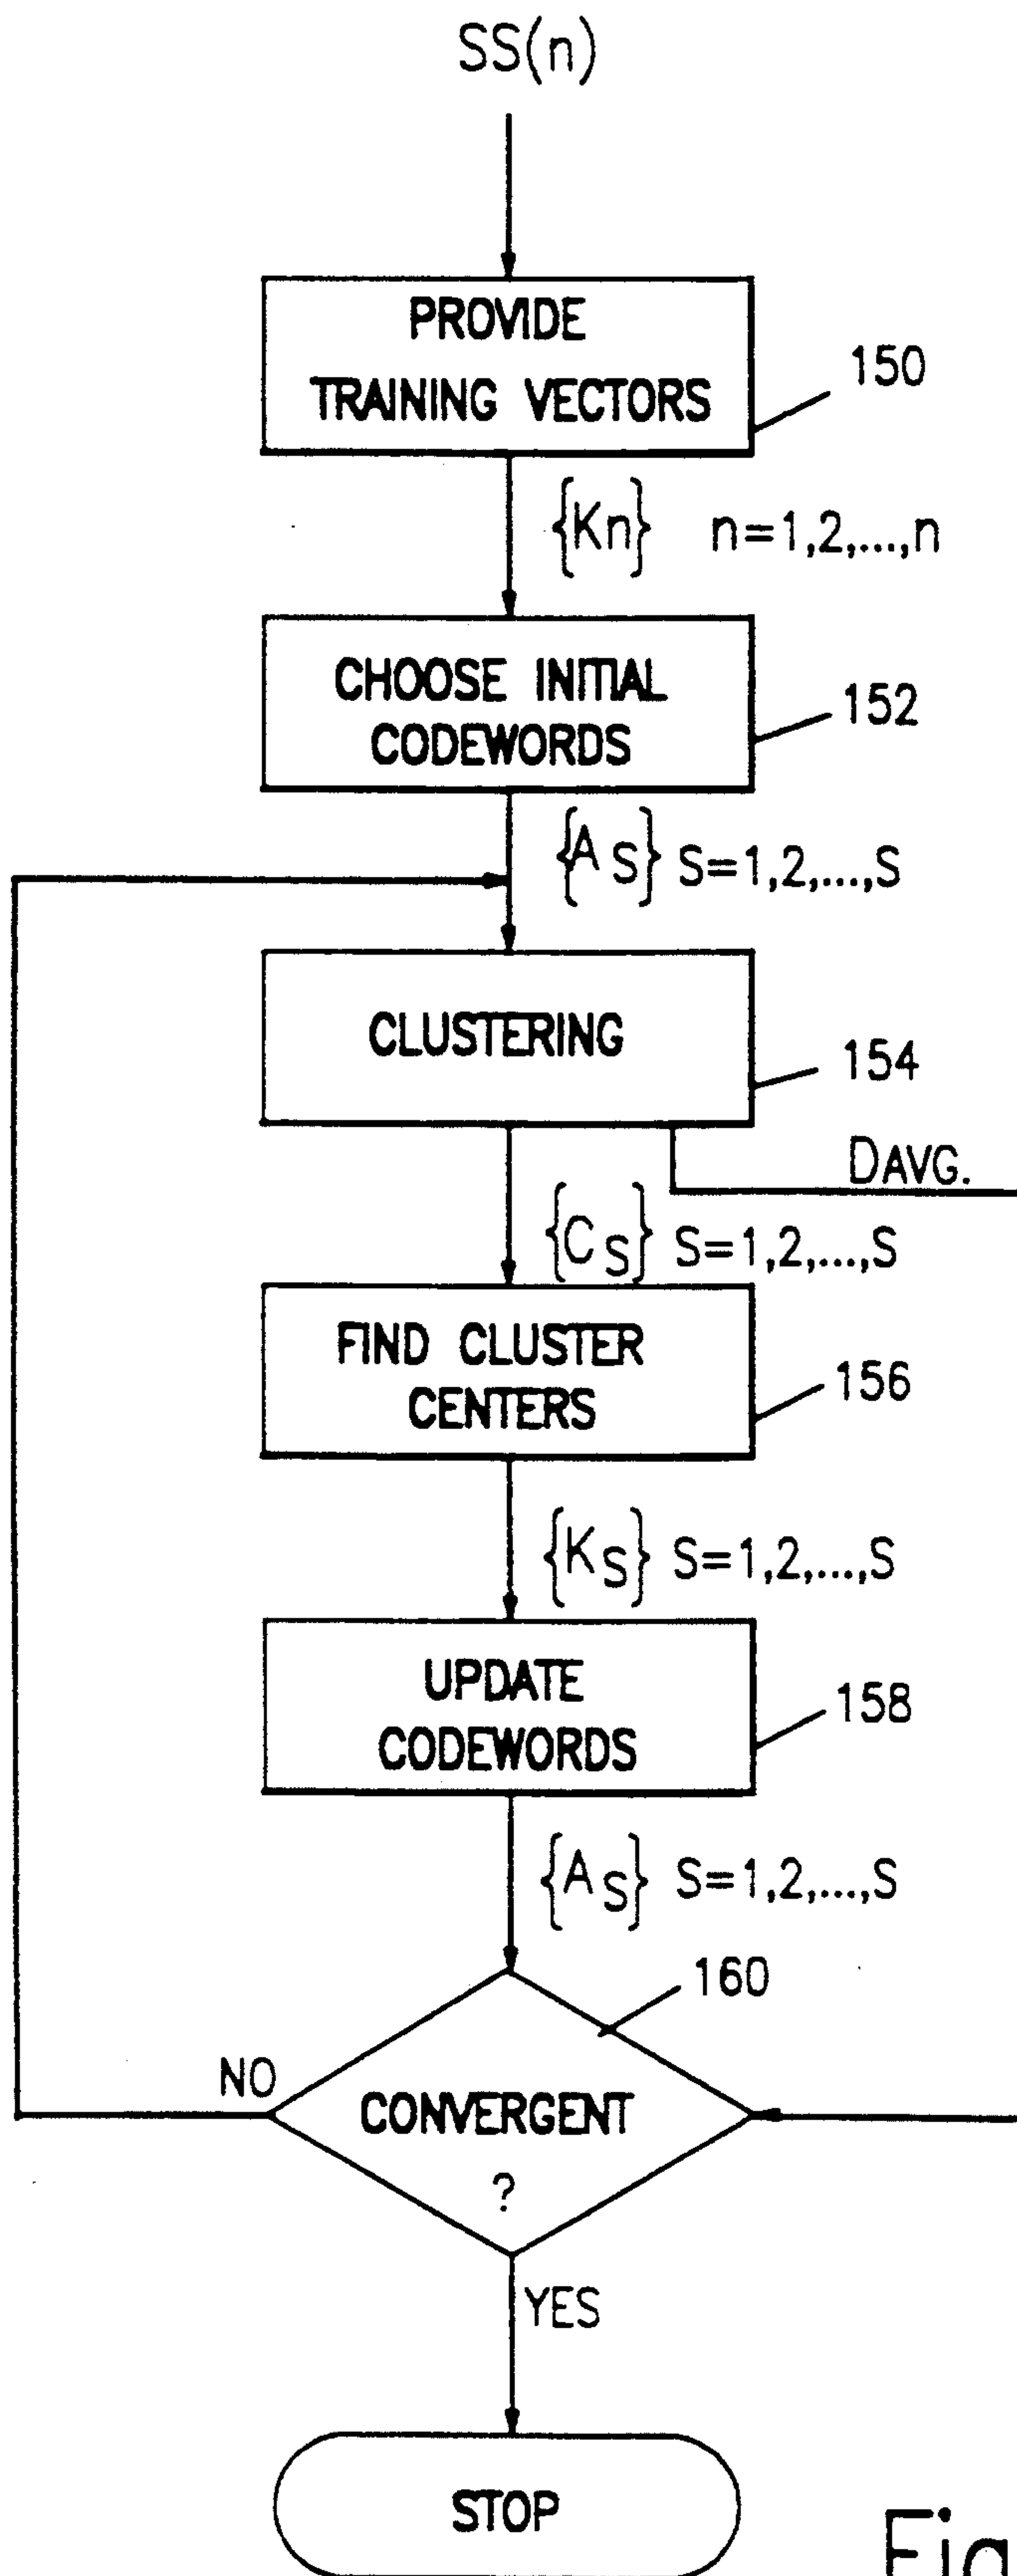 SS(n)
PROVIDE
TRAINING VECTORS
150
{Kn} n=1,2,...,n
CHOOSE INITIAL
CODEWORDS
152
{AS} S=1,2,...,S
CLUSTERING
154
DAVG.
{CS} S=1,2,...,S
FIND CLUSTER
CENTERS
156
{KS} S=1,2,...,S
UPDATE
CODEWORDS
158
{AS} S=1,2,...,S
160
NO
CONVERGENT
?
YES
STOP
Fig